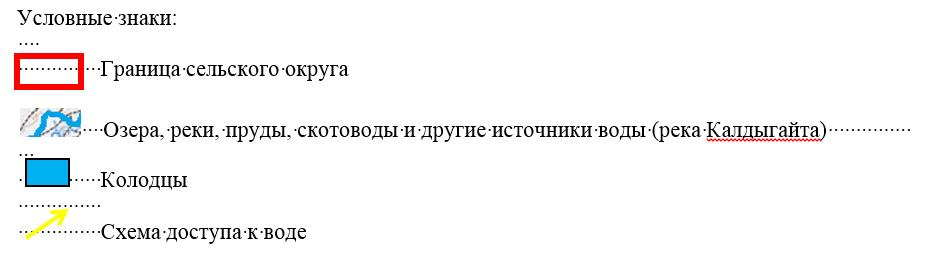 Условные знаки:
Граница сельского округа
Озера, реки, пруды, скотоводы и другие источники воды (река Калдыгайта)
Колодцы
Схема доступа к воде